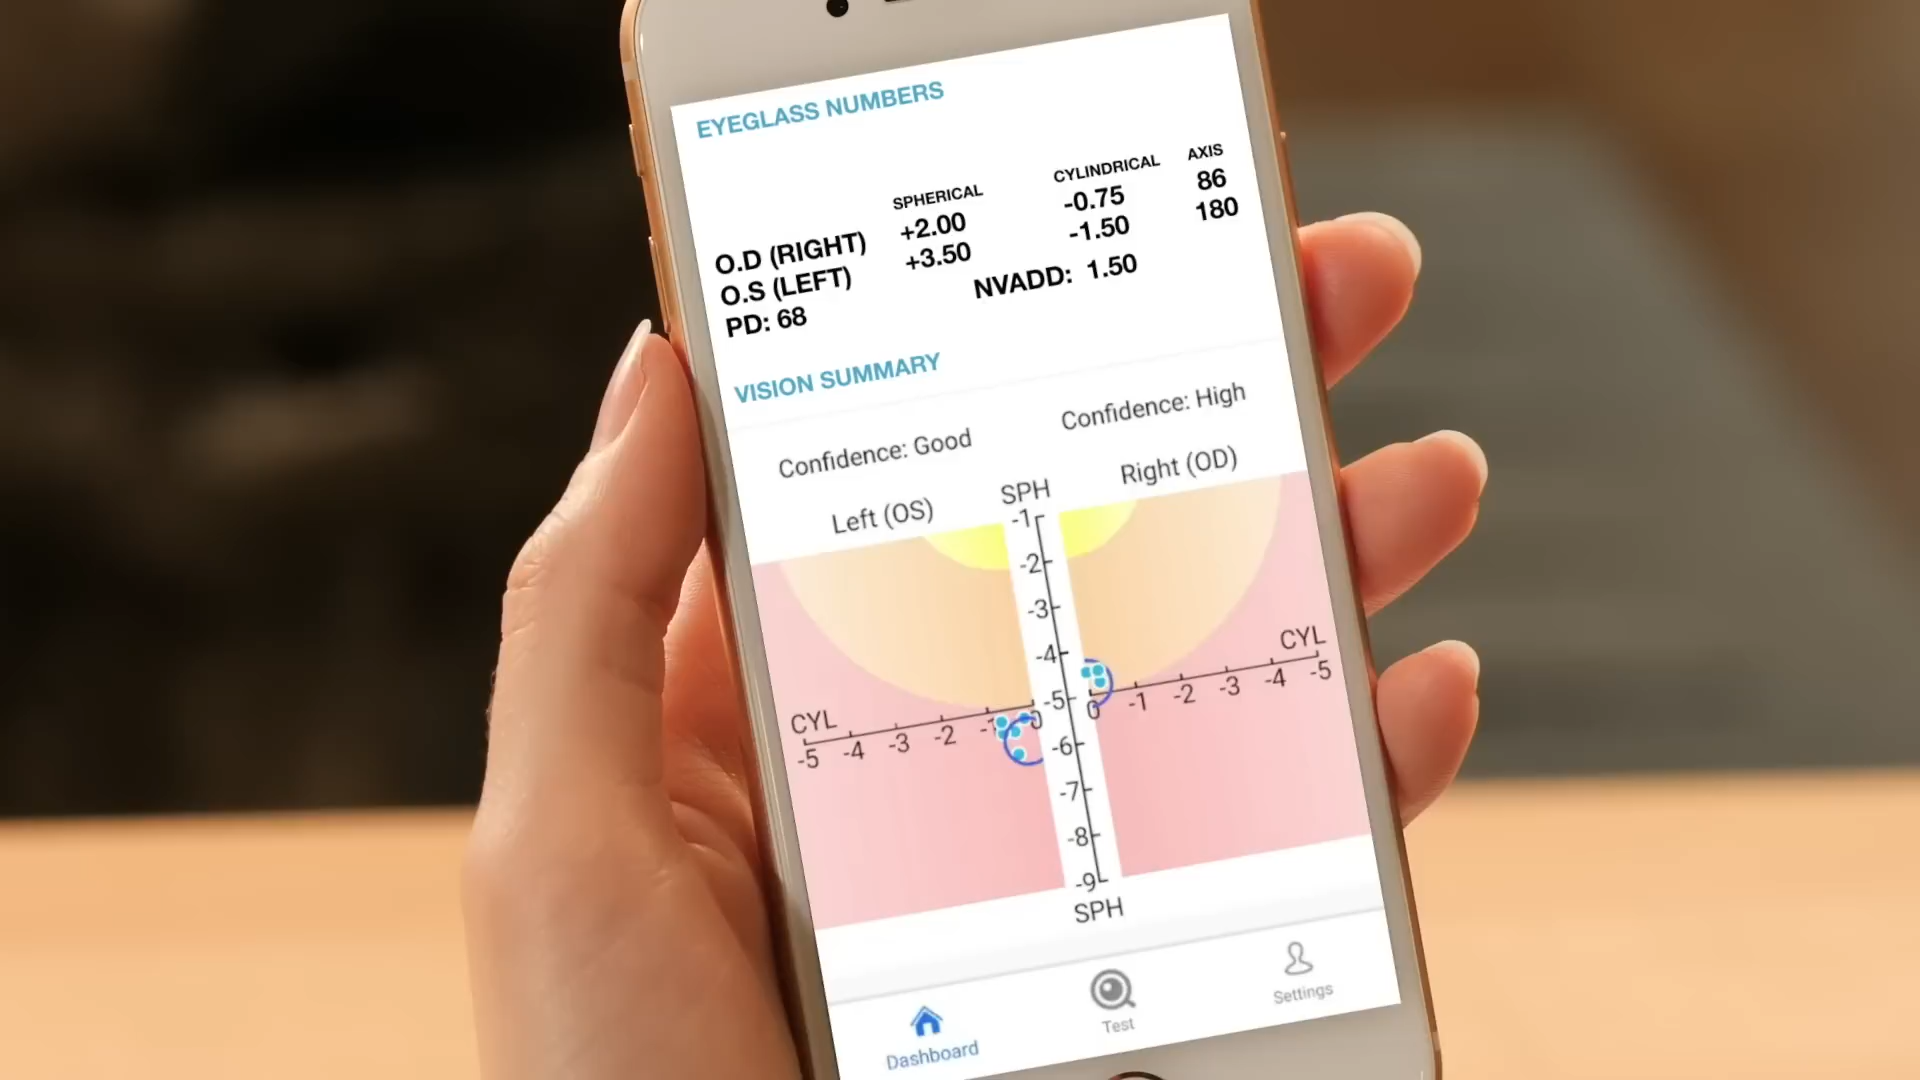 EYEGLASS NUMBERS
SPHERICAL CYLINDRICAL AXIS
O.D (RIGHT) +2.00 -0.75 86
O.S (LEFT) +3.50 -1.50 180
PD: 68 NVADD: 1.50
VISION SUMMARY
Confidence: Good Confidence: High
Left (OS) SPH Right (OD)
-1
-2
-3
-4
-5
-6
-7
-8
-9
SPH
CYL
-5 -4 -3 -2 -1 0
CYL
0 -1 -2 -3 -4 -5
Dashboard Test Settings